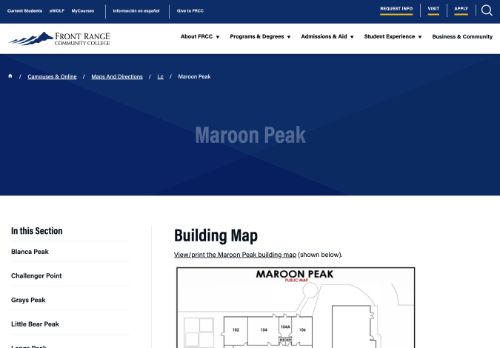 Current Students eWOLF MyCourses Información en español Give to FRCC REQUEST INFO VISIT APPLY
FRONT RANGE
COMMUNITY COLLEGE
About FRCC Programs & Degrees Admissions & Aid Student Experience Business & Community
/ Campuses & Online / Maps And Directions / Lc / Maroon Peak
Maroon Peak
In this Section
Blanca Peak
Challenger Point
Grays Peak
Little Bear Peak
Longs Peak
Building Map
View/print the Maroon Peak building map (shown below).
MAROON PEAK
PUBLIC MAP
102 104 104A 106